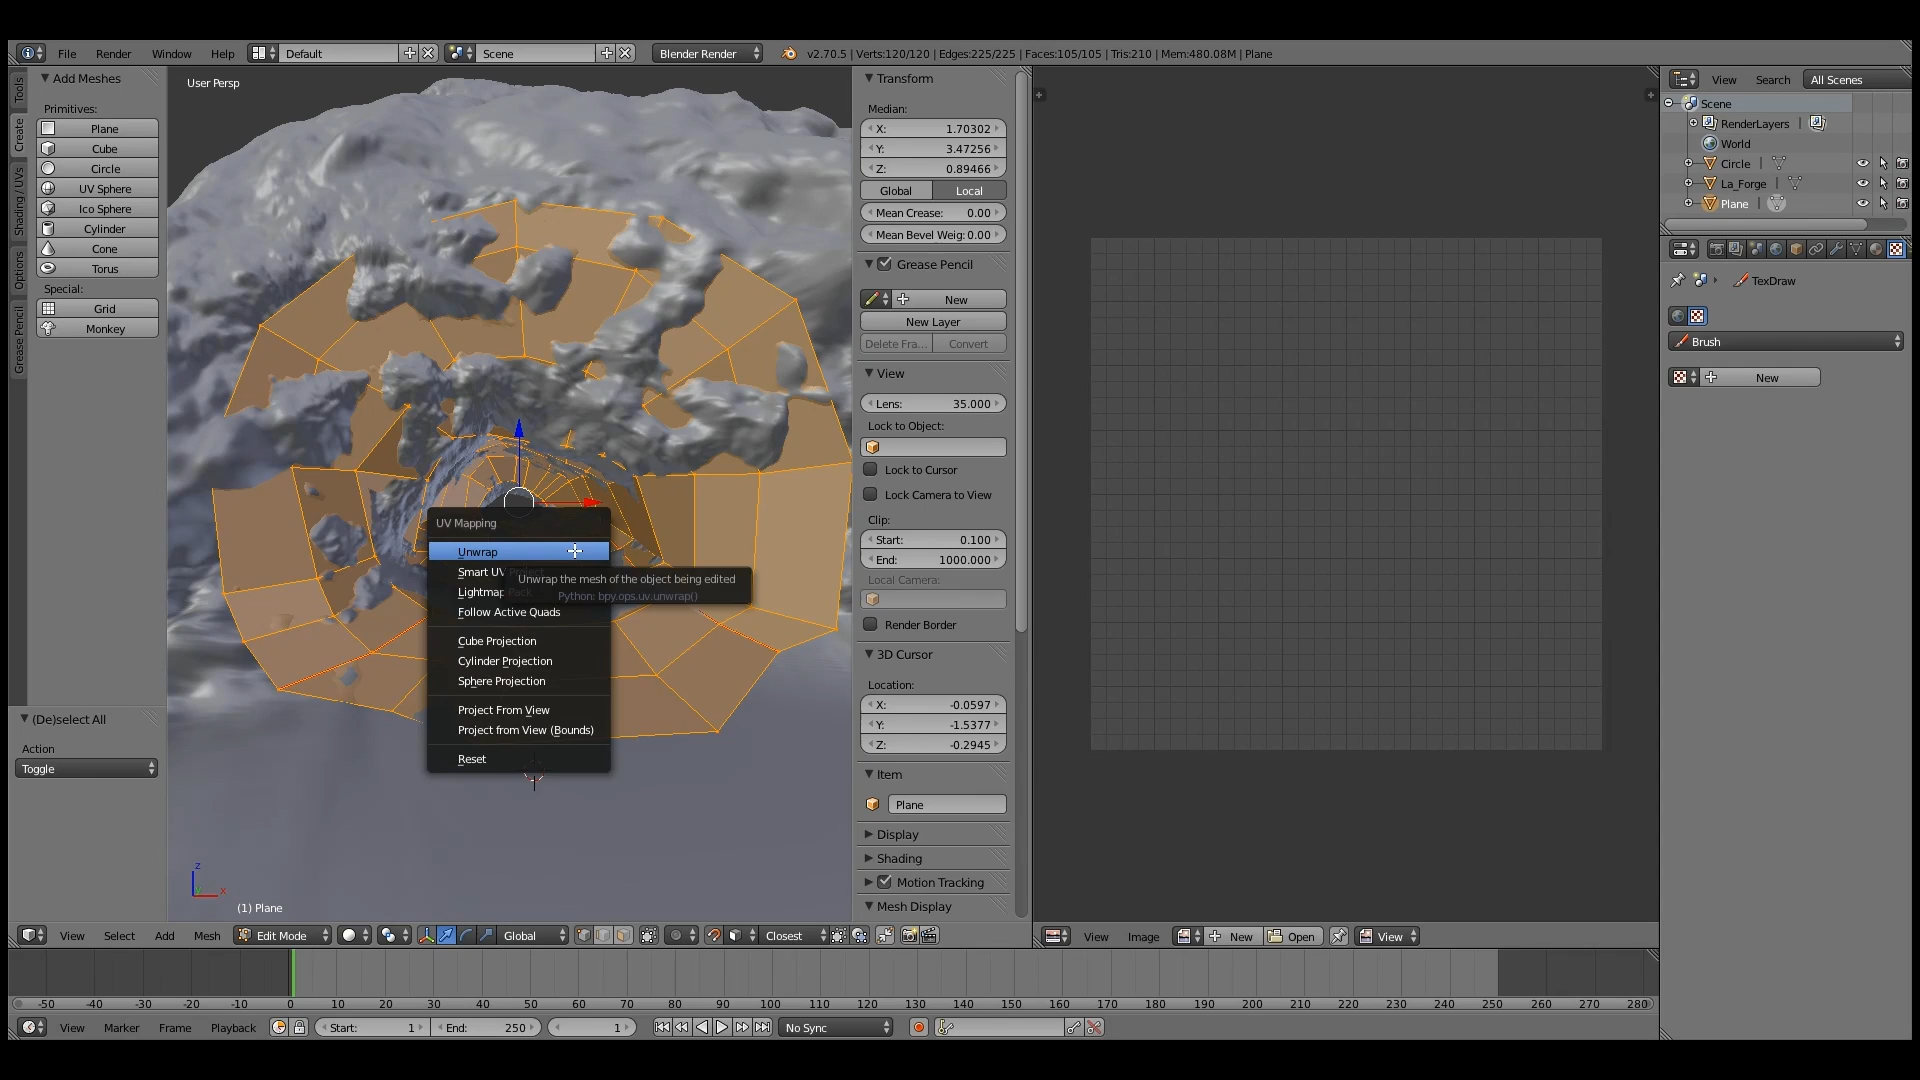 File Render Window Help Default Scene Blender Render v2.70.5 | Verts:120/120 | Edges:225/225 | Faces:105/105 | Tris:210 | Mem:480.08M | Plane
Tools
Create
Shading / UVs
Options
Grease Pencil
Add Meshes
Primitives:
Plane
Cube
Circle
UV Sphere
Ico Sphere
Cylinder
Cone
Torus
Special:
Grid
Monkey
(De)select All
Action
Toggle
User Persp
UV Mapping
Unwrap
Smart UV Project
Lightmap Pack
Follow Active Quads
Cube Projection
Cylinder Projection
Sphere Projection
Project From View
Project from View (Bounds)
Reset
Unwrap the mesh of the object being edited
Python: bpy.ops.uv.unwrap()
z
y
x
(1) Plane
Transform
Median:
X: 1.70302
Y: 3.47256
Z: 0.89466
Global Local
Mean Crease: 0.00
Mean Bevel Weig: 0.00
Grease Pencil
New
New Layer
Delete Fra... Convert
View
Lens: 35.000
Lock to Object:
Lock to Cursor
Lock Camera to View
Clip:
Start: 0.100
End: 1000.000
Local Camera:
Render Border
3D Cursor
Location:
X: -0.0597
Y: -1.5377
Z: -0.2945
Item
Plane
Display
Shading
Motion Tracking
Mesh Display
View Search All Scenes
Scene
RenderLayers |
World
Circle |
La_Forge |
Plane |
TexDraw
Brush
New
View Select Add Mesh Edit Mode Global Closest
View Image New Open View
-50 -40 -30 -20 -10 0 10 20 30 40 50 60 70 80 90 100 110 120 130 140 150 160 170 180 190 200 210 220 230 240 250 260 270 280
View Marker Frame Playback Start: 1 End: 250 1 No Sync